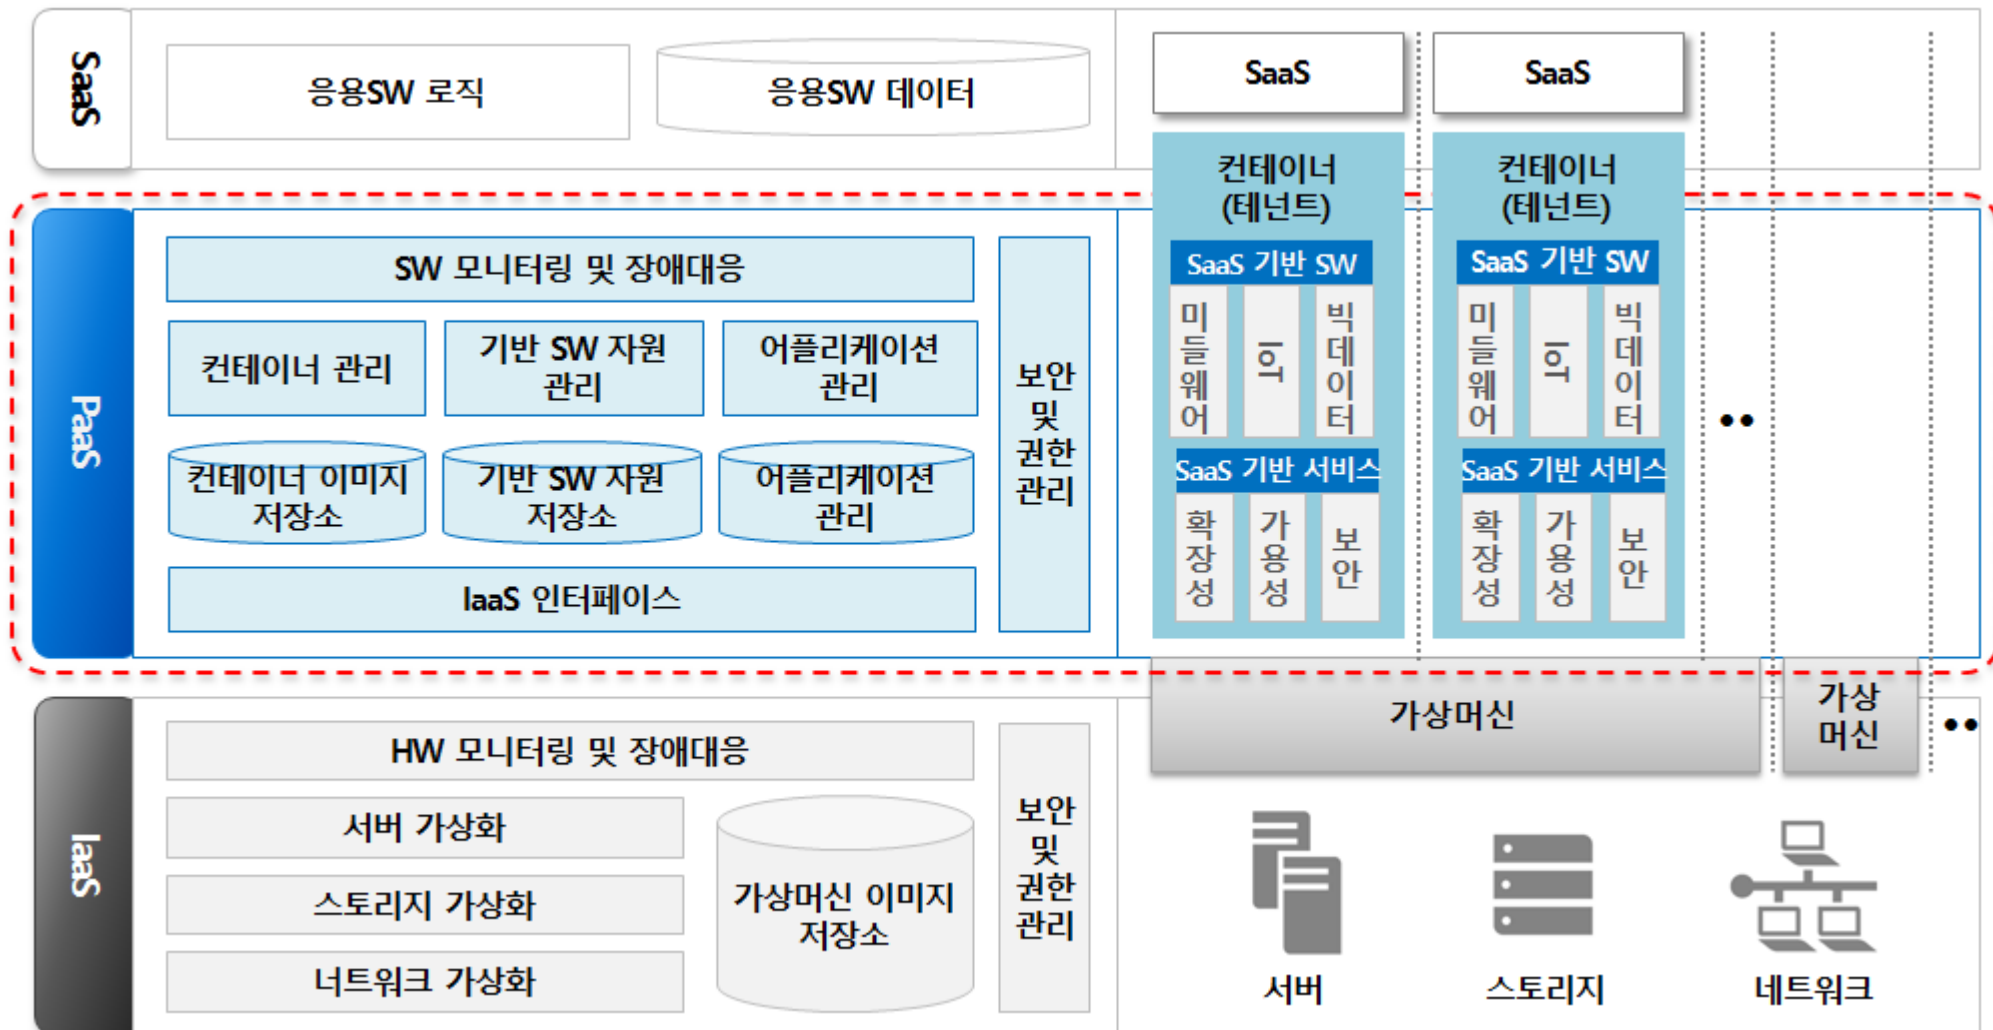 SaaS
응용SW 로직
응용SW 데이터
SaaS
SaaS
컨테이너
(테넌트)
컨테이너
(테넌트)
PaaS
SW 모니터링 및 장애대응
컨테이너 관리
기반 SW 자원
관리
어플리케이션
관리
컨테이너 이미지
저장소
기반 SW 자원
저장소
어플리케이션
관리
IaaS 인터페이스
보안
및
권한
관리
SaaS 기반 SW
미들웨어
IoT
빅데이터
SaaS 기반 서비스
확장성
가용성
보안
SaaS 기반 SW
미들웨어
IoT
빅데이터
SaaS 기반 서비스
확장성
가용성
보안
••
가상머신
가상
머신
••
IaaS
HW 모니터링 및 장애대응
서버 가상화
스토리지 가상화
너트워크 가상화
가상머신 이미지
저장소
보안
및
권한
관리
서버
스토리지
네트워크